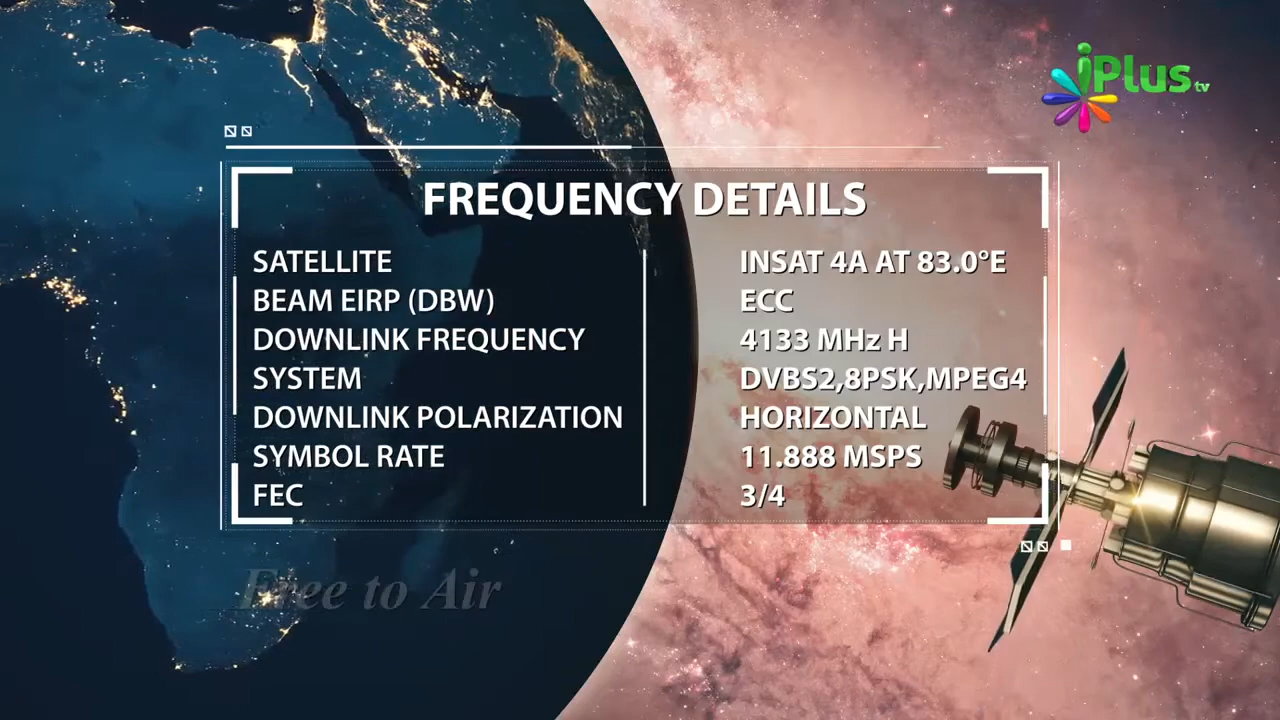 iPlus tv
FREQUENCY DETAILS
SATELLITE INSAT 4A AT 83.0°E
BEAM EIRP (DBW) ECC
DOWNLINK FREQUENCY 4133 MHz H
SYSTEM DVBS2,8PSK,MPEG4
DOWNLINK POLARIZATION HORIZONTAL
SYMBOL RATE 11.888 MSPS
FEC 3/4
Free to Air